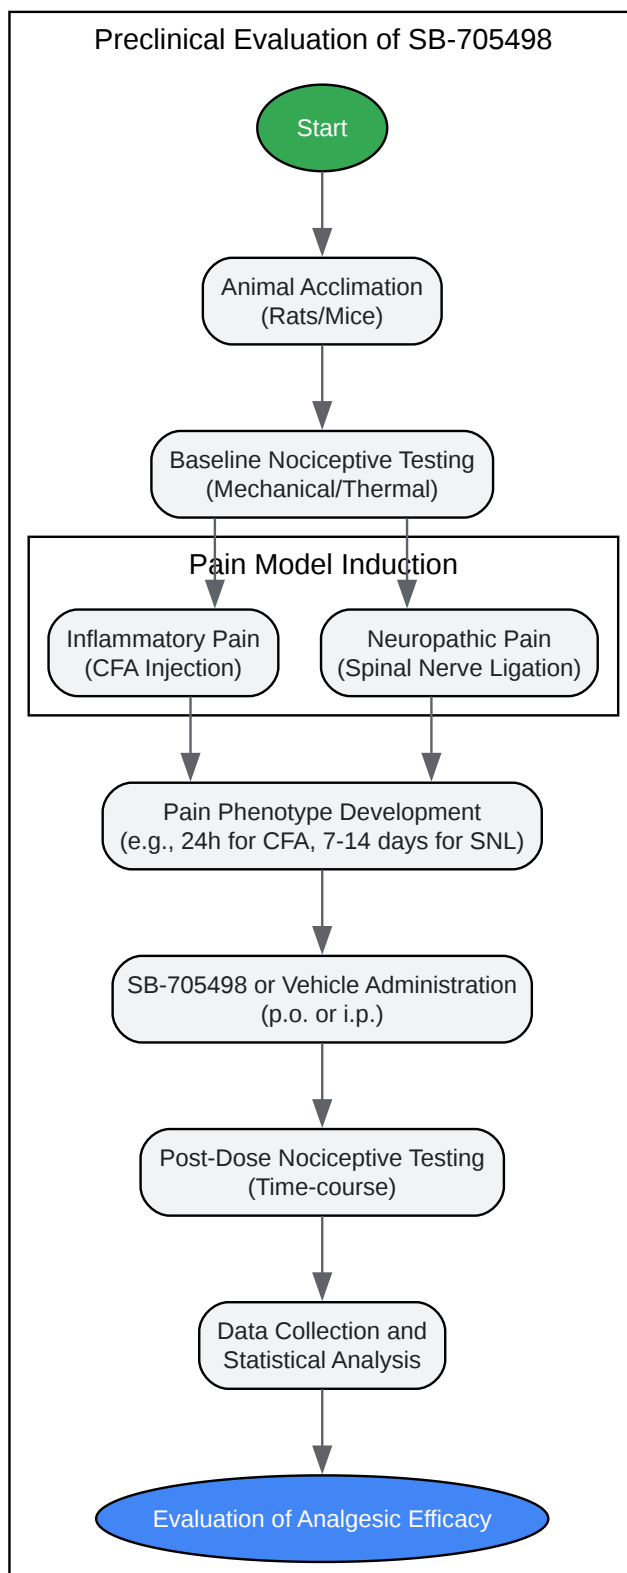 Preclinical Evaluation of SB-705498
Start
Animal Acclimation
(Rats/Mice)
Baseline Nociceptive Testing
(Mechanical/Thermal)
Pain Model Induction
Inflammatory Pain
(CFA Injection)
Neuropathic Pain
(Spinal Nerve Ligation)
Pain Phenotype Development
(e.g., 24h for CFA, 7-14 days for SNL)
SB-705498 or Vehicle Administration
(p.o. or i.p.)
Post-Dose Nociceptive Testing
(Time-course)
Data Collection and
Statistical Analysis
Evaluation of Analgesic Efficacy